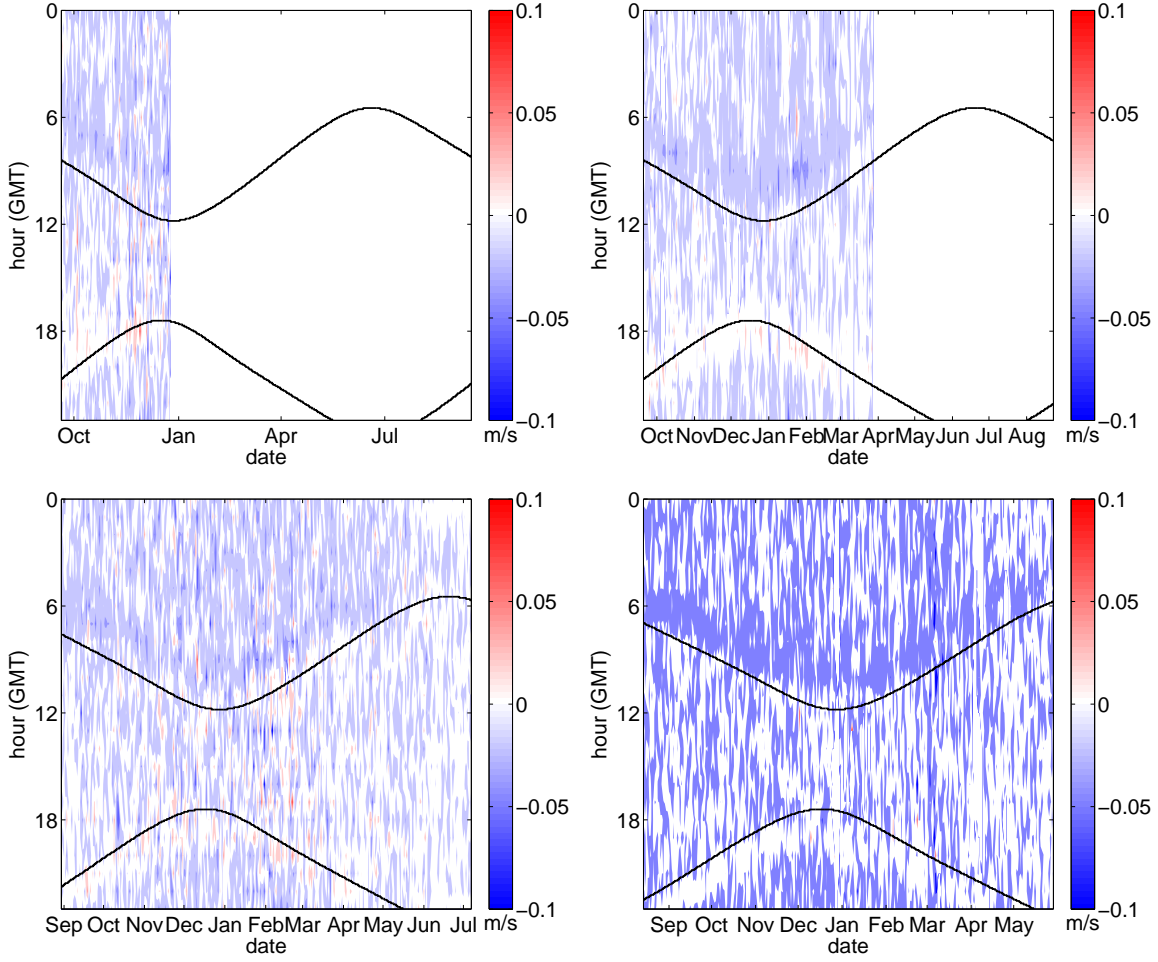 0
6
12
18
hour (GMT)
Oct Jan Apr Jul
date
0.1
0.05
0
−0.05
−0.1
m/s
0
6
12
18
hour (GMT)
Oct Nov Dec Jan Feb Mar Apr May Jun Jul Aug
date
0.1
0.05
0
−0.05
−0.1
m/s
0
6
12
18
hour (GMT)
Sep Oct Nov Dec Jan Feb Mar Apr May Jun Jul
date
0.1
0.05
0
−0.05
−0.1
m/s
0
6
12
18
hour (GMT)
Sep Oct Nov Dec Jan Feb Mar Apr May
date
0.1
0.05
0
−0.05
−0.1
m/s